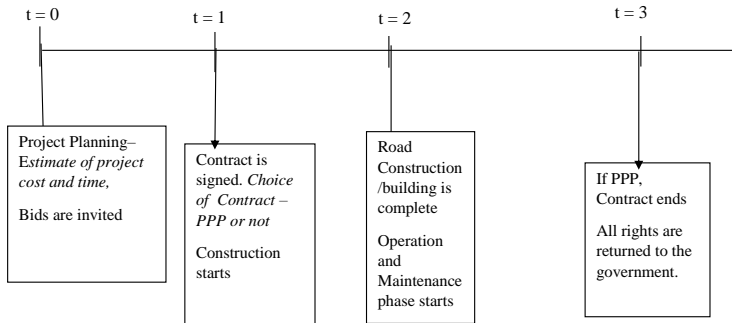 t = 0
t = 1
t = 2
t = 3
Project Planning–
Estimate of project
cost and time,
Bids are invited
Contract is
signed. Choice
of Contract –
PPP or not
Construction
starts
Road
Construction
/building is
complete
Operation
and
Maintenance
phase starts
If PPP,
Contract ends
All rights are
returned to the
government.